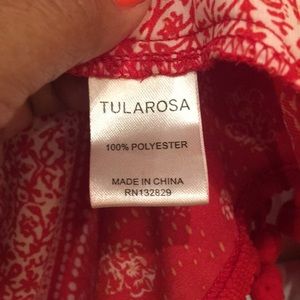 TULAROSA
100% POLYESTER
MADE IN CHINA
RN132829